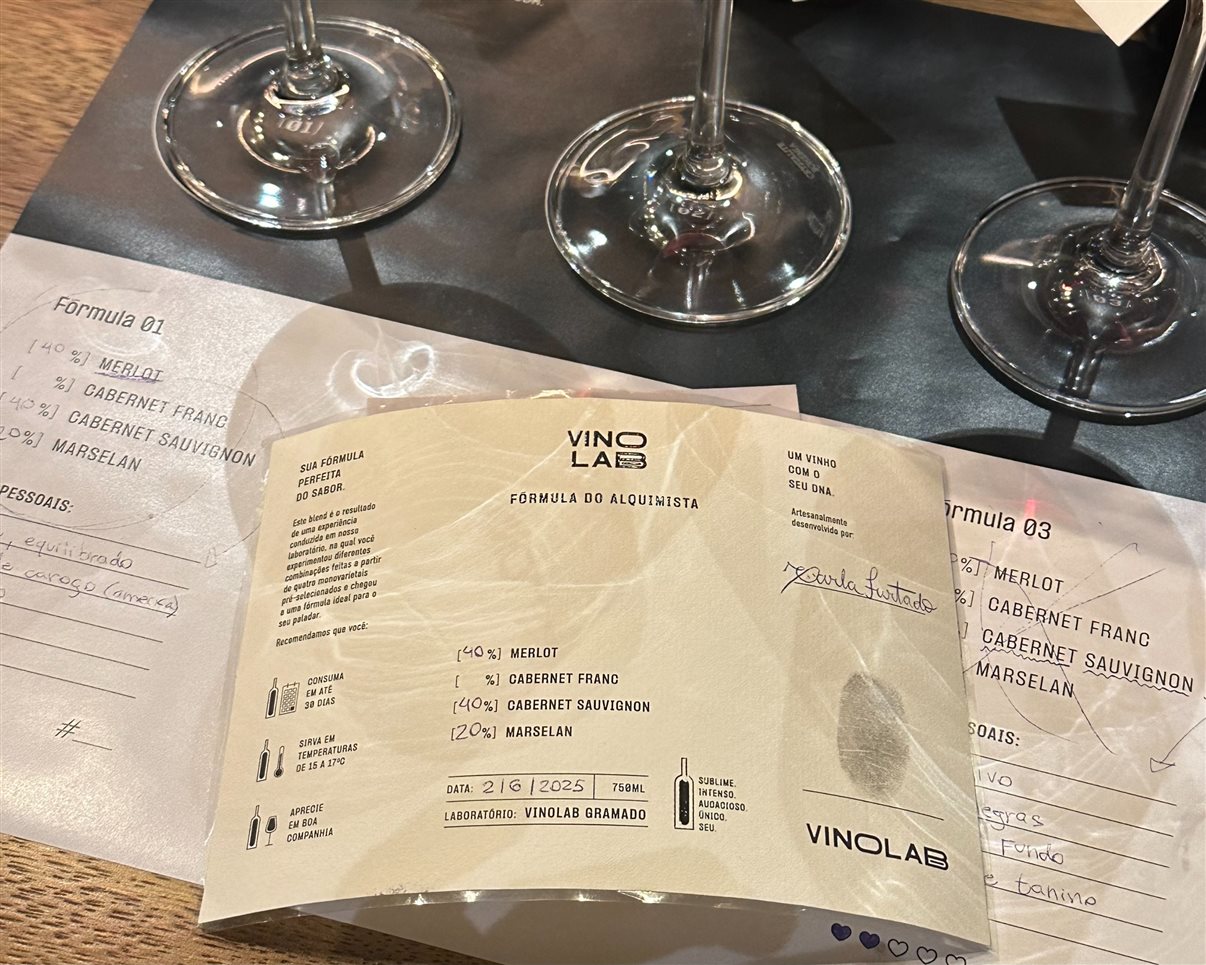 Fórmula 01
[40%] MERLOT
[ %] CABERNET FRANC
[40%] CABERNET SAUVIGNON
%] MARSELAN
PESSOAIS:
equilibrado
caroço (ameixa)
#
VINO
LAB
FÓRMULA DO ALQUIMISTA
SUA FÓRMULA
PERFEITA
DO SABOR.
Este blend é o resultado
de uma experiência
conduzida em nosso
laboratório, na qual você
experimentou diferentes
combinações feitas a partir
de quatro monovarietais
pré-selecionados e chegou
a uma fórmula ideal para o
seu paladar.
Recomendamos que você:
CONSUMA
EM ATÉ
30 DIAS
SIRVA EM
TEMPERATURAS
DE 15 A 17ºC
APRECIE
EM BOA
COMPANHIA
[40%] MERLOT
[ %] CABERNET FRANC
[40%] CABERNET SAUVIGNON
[20%] MARSELAN
DATA: 2|6|2025 750ML
LABORATÓRIO: VINOLAB GRAMADO
SUBLIME.
INTENSO.
AUDACIOSO.
ÚNICO.
SEU.
UM VINHO
COM O
SEU DNA.
Artesanalmente
desenvolvido por
Karla Furtado
VINOLAB
03
%] MERLOT
%] CABERNET FRANC
] CABERNET SAUVIGNON
MARSELAN
Fundo
tanino
01
02
03